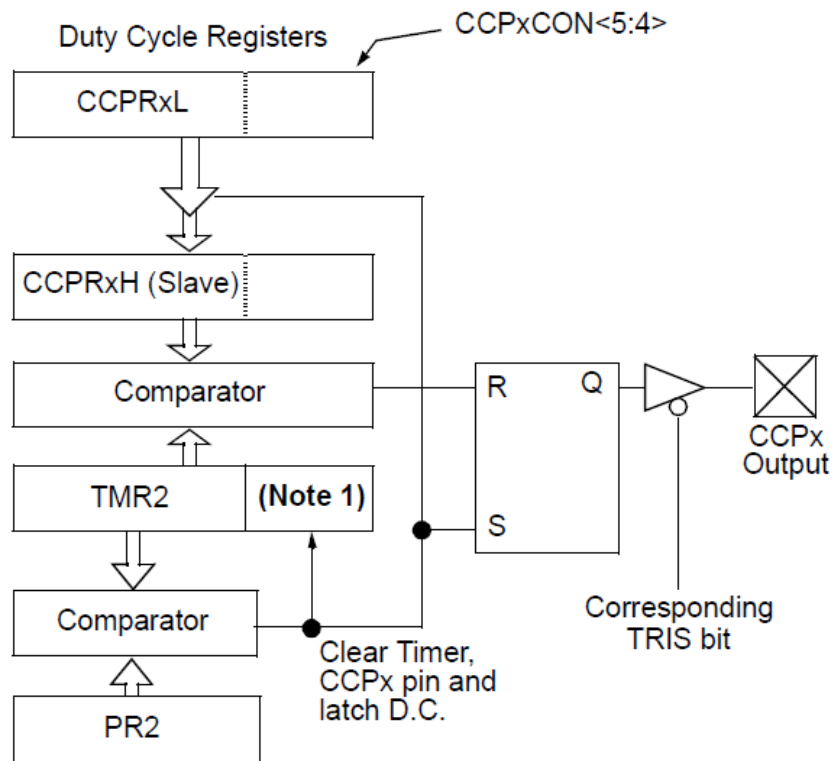 Duty Cycle Registers
CCPxCON<5:4>
CCPRxL
CCPRxH (Slave)
Comparator
R
Q
CCPx
Output
TMR2
(Note 1)
S
Comparator
Clear Timer,
CCPx pin and
latch D.C.
Corresponding
TRIS bit
PR2